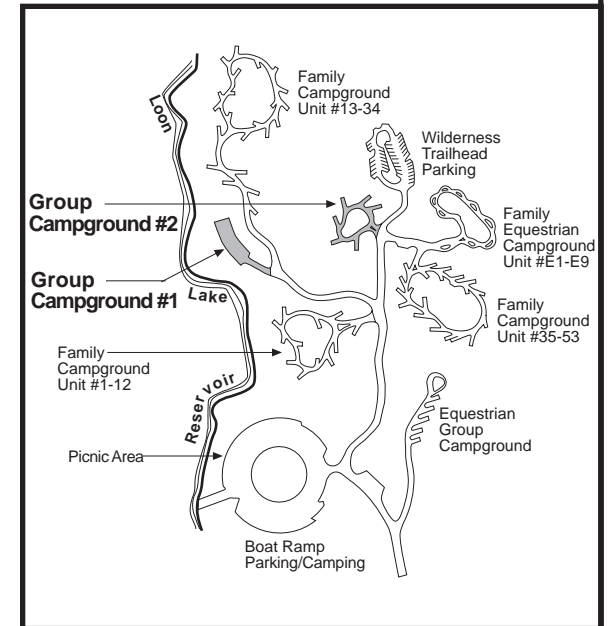 Family
Campground
Unit #13-34
Loon
Wilderness
Trailhead
Parking
Group
Campground #2
Family
Equestrian
Campground
Unit #E1-E9
Group
Campground #1
Lake
Family
Campground
Unit #35-53
Family
Campground
Unit #1-12
Reservoir
Equestrian
Group
Campground
Picnic Area
Boat Ramp
Parking/Camping